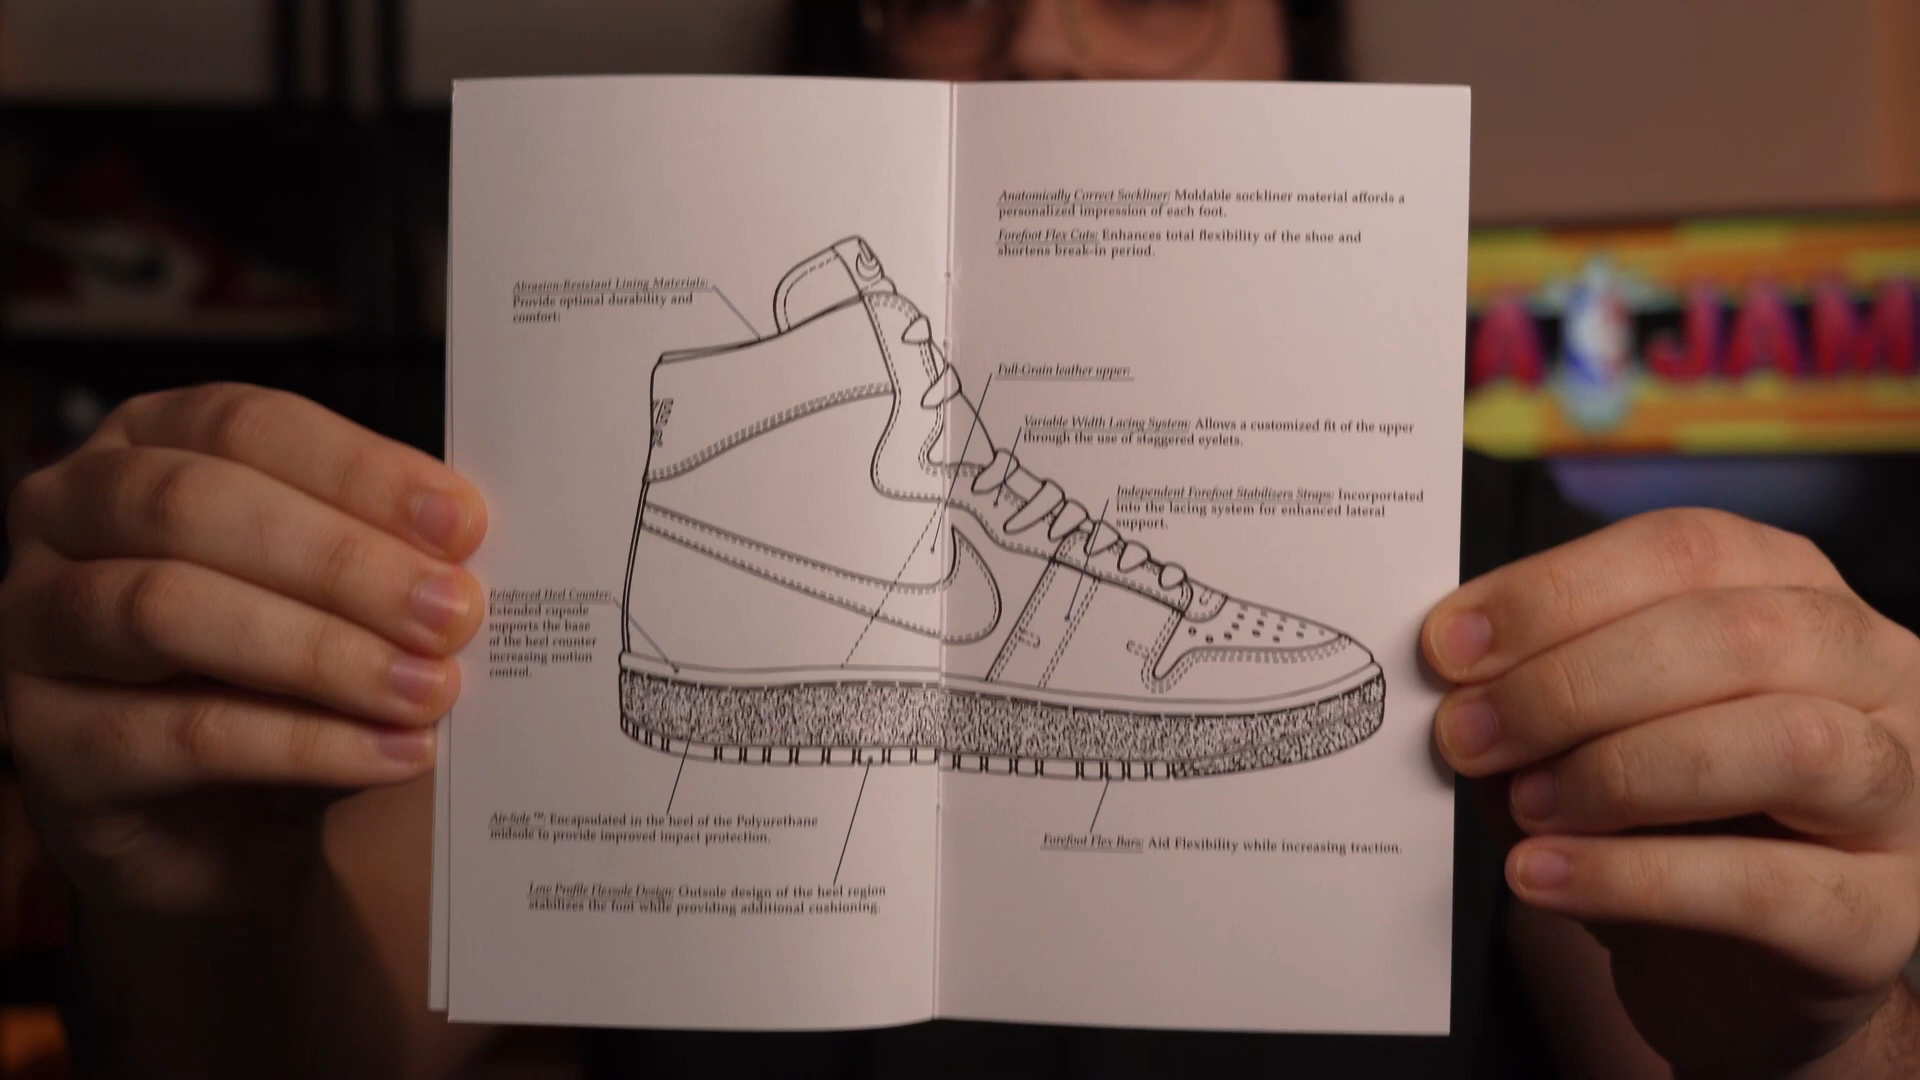 Abrasion-Resistant Lining Materials:
Provide optimal durability and
comfort:
Reinforced Heel Counter:
Extended cupsole
supports the base
of the heel counter
increasing motion
control.
Air-Sole™: Encapsulated in the heel of the Polyurethane
midsole to provide improved impact protection.
Low Profile Flexsole Design: Outsole design of the heel region
stabilizes the foot while providing additional cushioning.
Anatomically Correct Sockliner: Moldable sockliner material affords a
personalized impression of each foot.
Forefoot Flex Cuts: Enhances total flexibility of the shoe and
shortens break-in period.
Full-Grain leather upper:
Variable Width Lacing System: Allows a customized fit of the upper
through the use of staggered eyelets.
Independent Forefoot Stabilisers Straps: Incorportated
into the lacing system for enhanced lateral
support.
Forefoot Flex Bars: Aid Flexibility while increasing traction.
A JAM